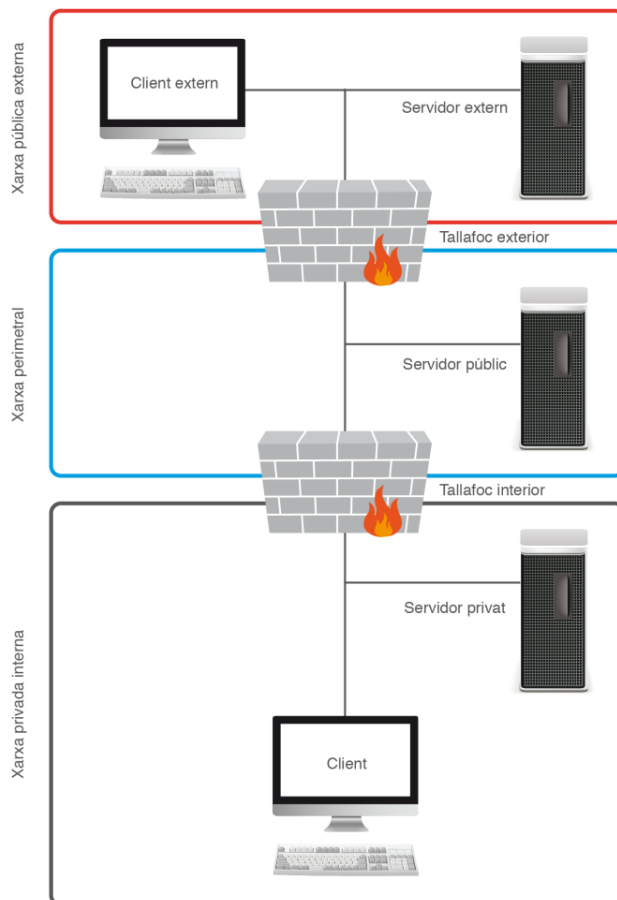 Xarxa pública externa
Client extern
Servidor extern
Tallafoc exterior
Xarxa perimetral
Servidor públic
Tallafoc interior
Xarxa privada interna
Servidor privat
Client